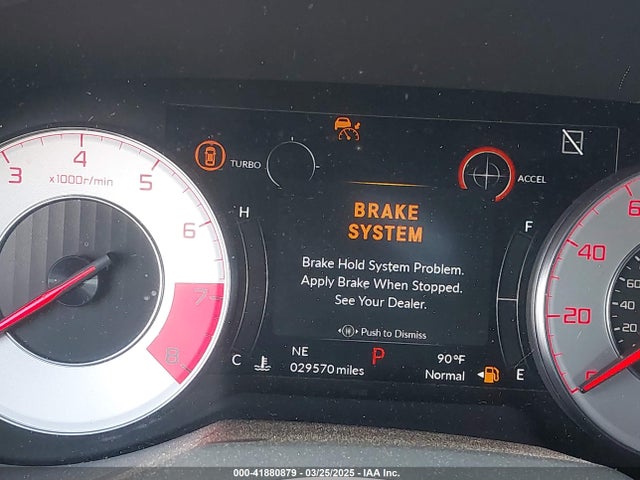 3 4 5
x1000r/min
7
8
TURBO
ACCEL
BRAKE
SYSTEM
Brake Hold System Problem.
Apply Brake When Stopped.
See Your Dealer.
Push to Dismiss
H
C
F
E
NE
029570 miles
P
90°F
Normal
40
20
60
40
20
000-41880879 | 03/25/2025 | IAA Inc.